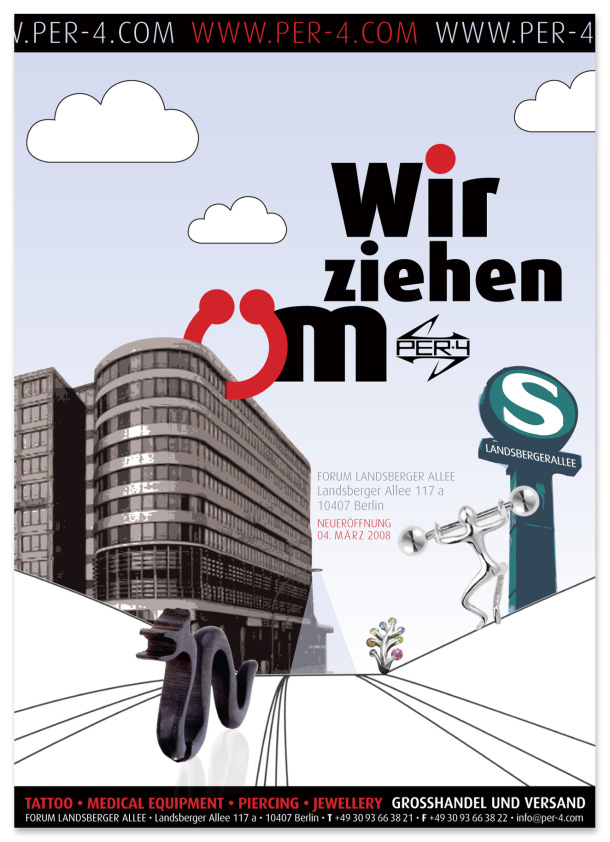 W.PER-4.COM WWW.PER-4.COM WWW.PER-4
Wir
ziehen
üm
PER-4
S
LANDSBERGERALLEE
FORUM LANDSBERGER ALLEE
Landsberger Allee 117 a
10407 Berlin
NEUERÖFFNUNG
04. MÄRZ 2008
TATTOO • MEDICAL EQUIPMENT • PIERCING • JEWELLERY GROSSHANDEL UND VERSAND
FORUM LANDSBERGER ALLEE • Landsberger Allee 117 a • 10407 Berlin • T +49 30 93 66 38 21 • F +49 30 93 66 38 22 • info@per-4.com